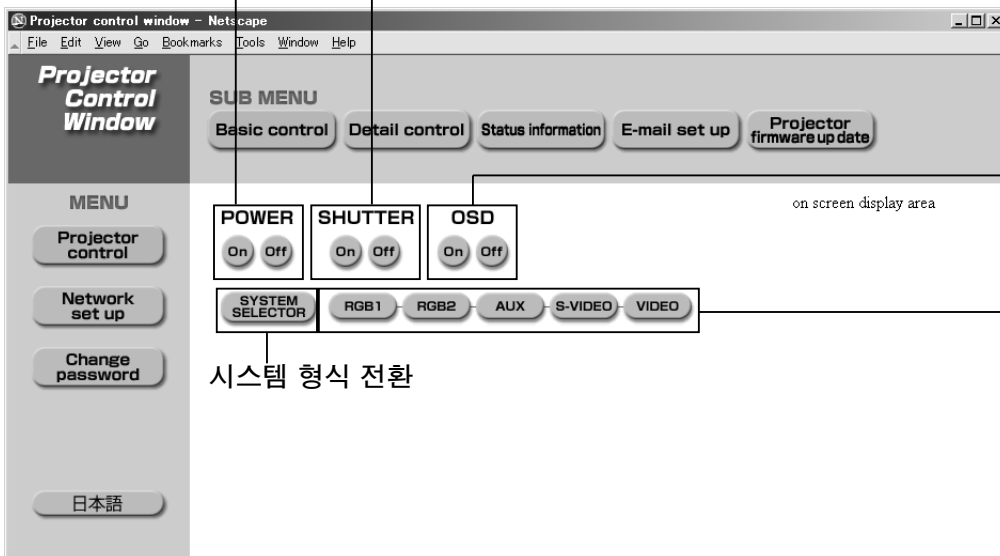 Projector control window - Netscape
File Edit View Go Bookmarks Tools Window Help
Projector
Control
Window
SUB MENU
Basic control
Detail control
Status information
E-mail set up
Projector
firmware up date
MENU
Projector
control
Network
set up
Change
password
日本語
on screen display area
POWER
On Off
SHUTTER
On Off
OSD
On Off
SYSTEM
SELECTOR
RGB1 RGB2 AUX S-VIDEO VIDEO
시스템 형식 전환